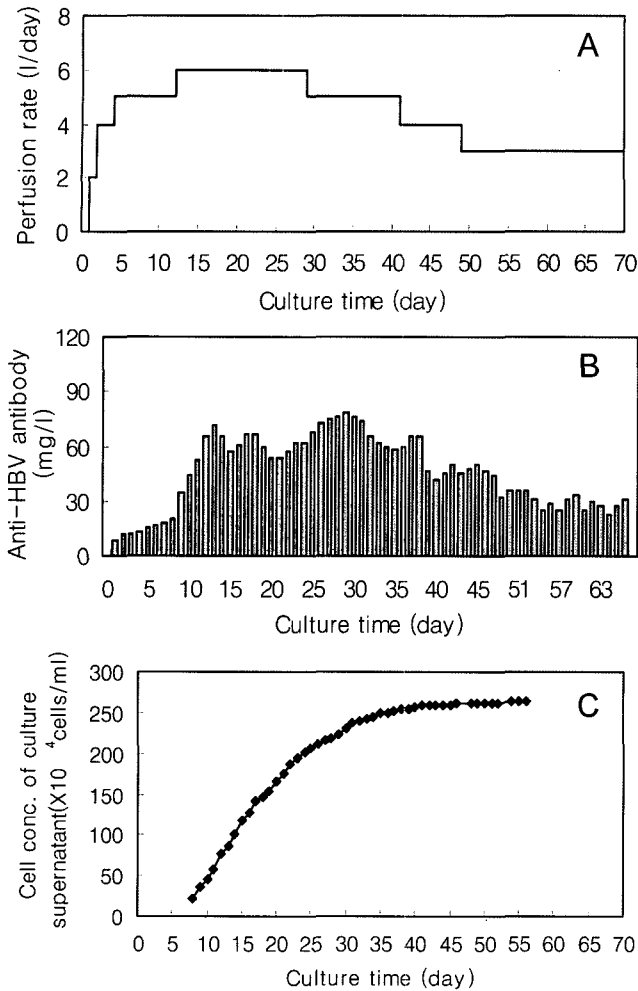 A
Perfusion rate (l/day)
8
6
4
2
0
0 5 10 15 20 25 30 35 40 45 50 55 60 65 70
Culture time (day)
B
Anti-HBV antibody
(mg/l)
120
90
60
30
0
0 5 10 15 20 25 30 35 40 45 51 57 63
Culture time (day)
C
Cell conc. of culture
supernatant(X10 4cells/ml)
300
250
200
150
100
50
0
0 5 10 15 20 25 30 35 40 45 50 55 60 65 70
Culture time (day)